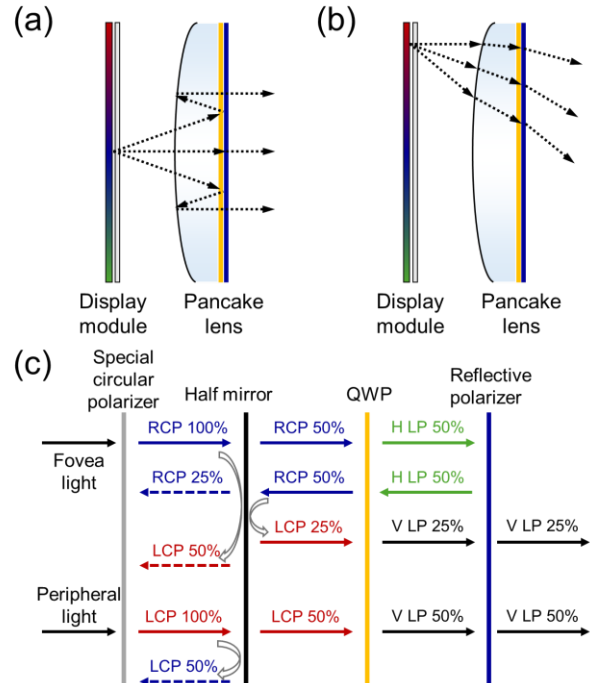 (a)
(b)
Display
module
Pancake
lens
Display
module
Pancake
lens
(c)
Special
circular
polarizer
Half mirror
QWP
Reflective
polarizer
Fovea
light
RCP 100%
RCP 50%
H LP 50%
RCP 25%
RCP 50%
H LP 50%
LCP 25%
V LP 25%
V LP 25%
LCP 50%
Peripheral
light
LCP 100%
LCP 50%
V LP 50%
V LP 50%
LCP 50%